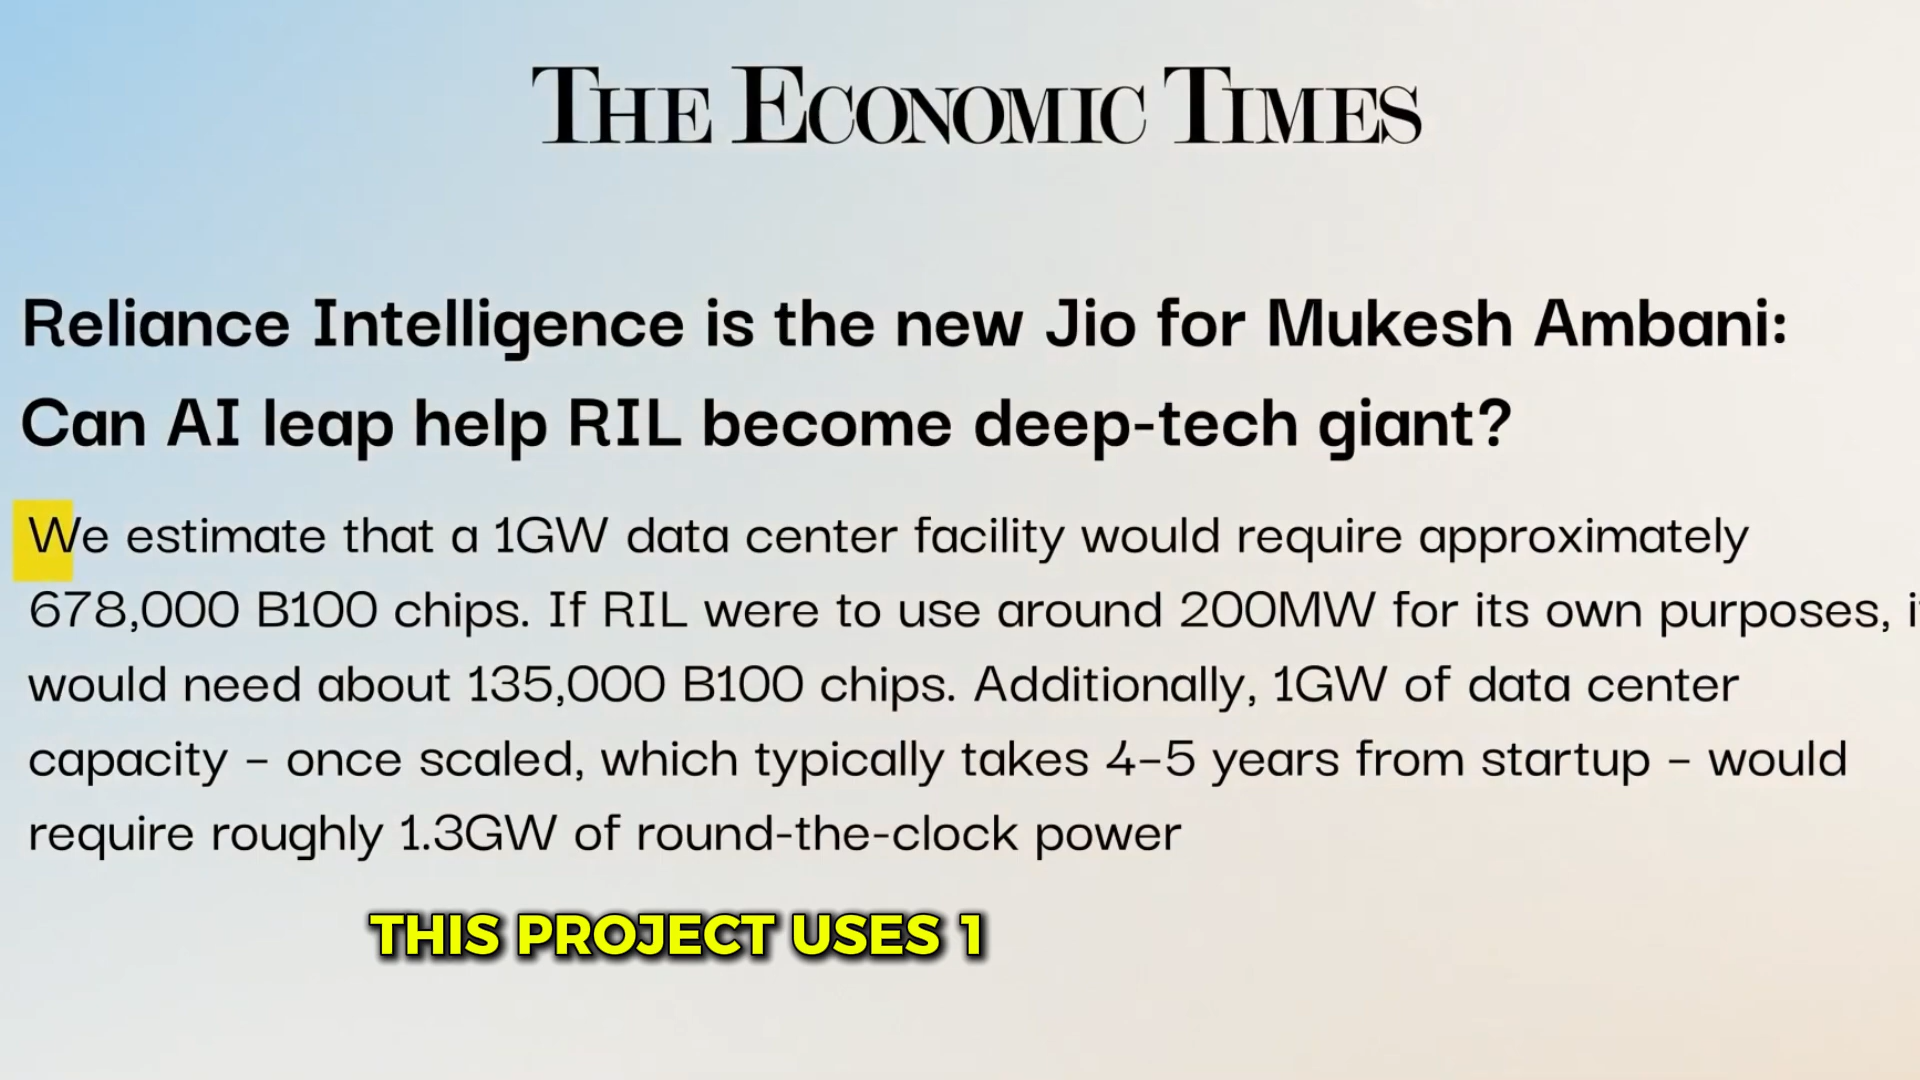 THE ECONOMIC TIMES
Reliance Intelligence is the new Jio for Mukesh Ambani:
Can AI leap help RIL become deep-tech giant?
We estimate that a 1GW data center facility would require approximately
678,000 B100 chips. If RIL were to use around 200MW for its own purposes,
would need about 135,000 B100 chips. Additionally, 1GW of data center
capacity – once scaled, which typically takes 4–5 years from startup – would
require roughly 1.3GW of round-the-clock power
THIS PROJECT USES 1